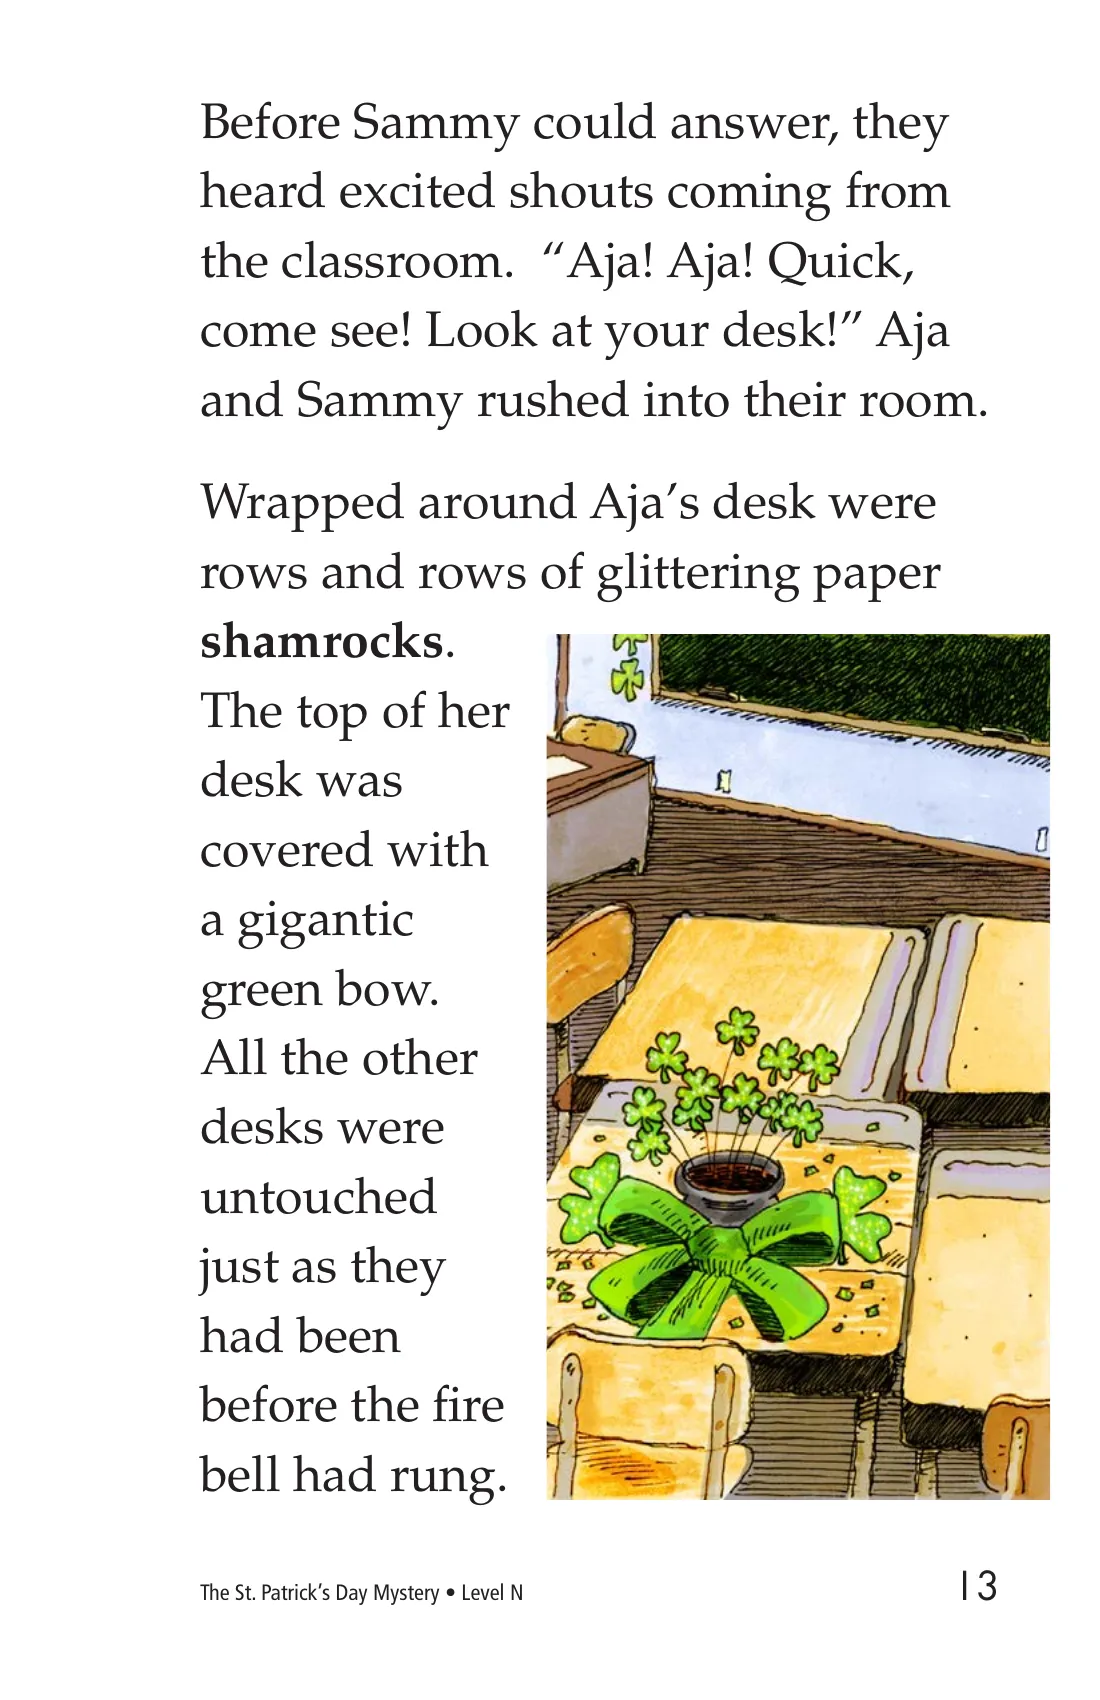 Before Sammy could answer, they
heard excited shouts coming from
the classroom.  “Aja! Aja! Quick,
come see! Look at your desk!” Aja
and Sammy rushed into their room.
Wrapped around Aja’s desk were
rows and rows of glittering paper
shamrocks.
The top of her
desk was
covered with
a gigantic
green bow.
All the other
desks were
untouched
just as they
had been
before the fire
bell had rung.
The St. Patrick’s Day Mystery • Level N
13